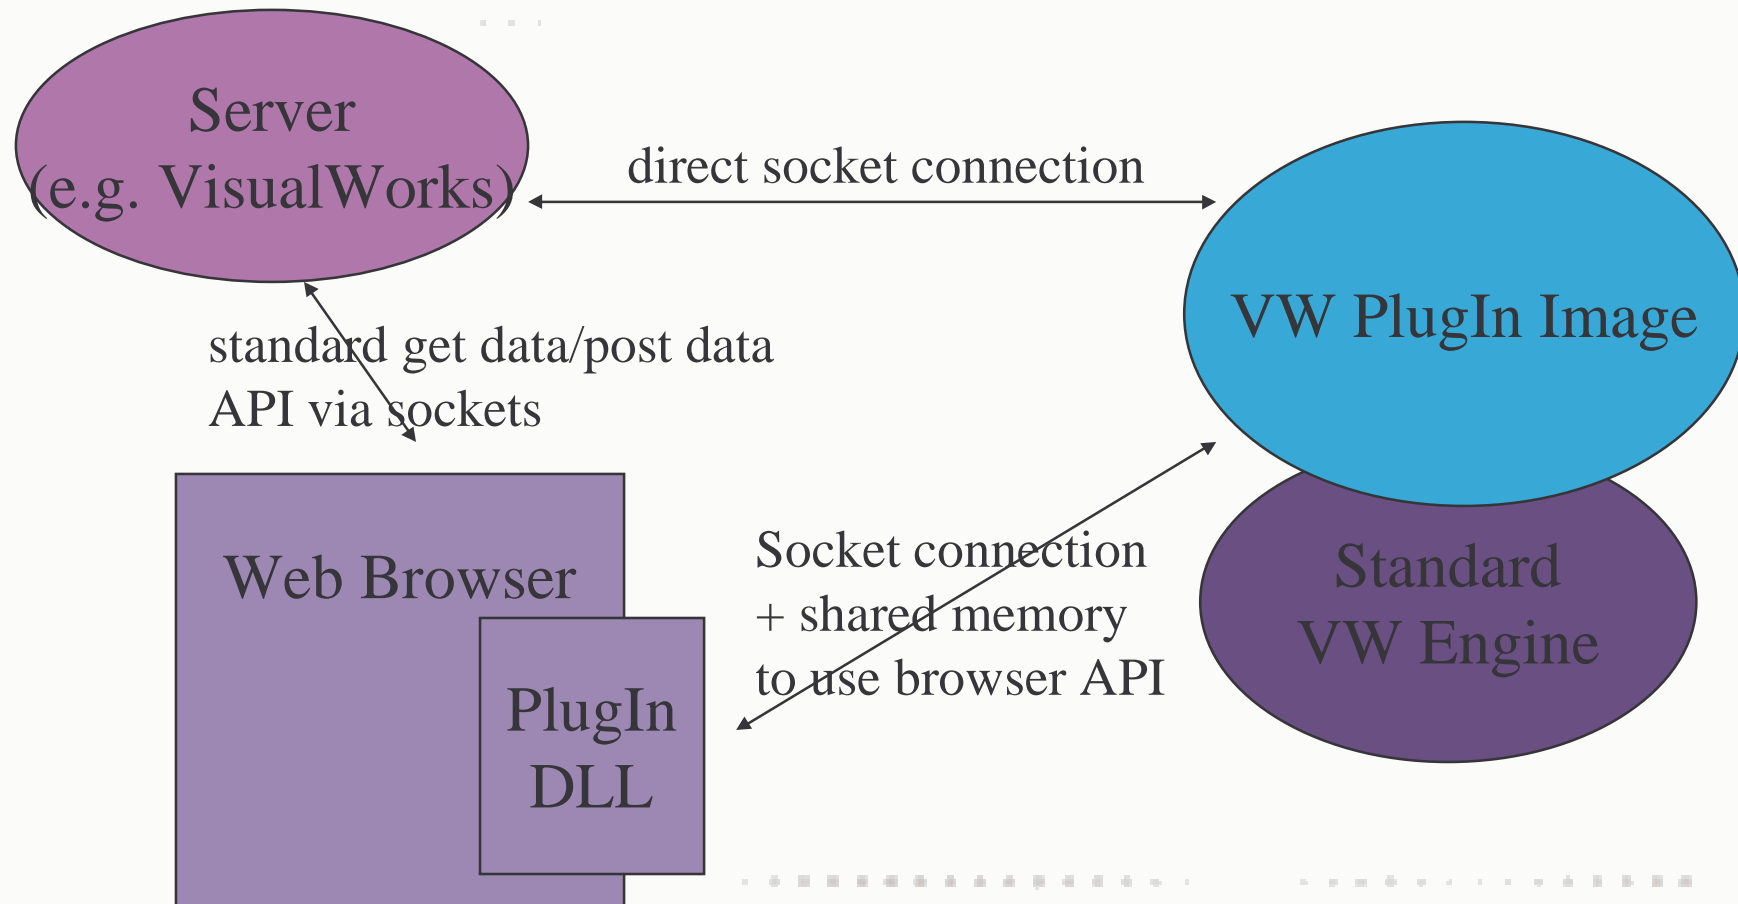 Server
(e.g. VisualWorks)
direct socket connection
VW PlugIn Image
standard get data/post data
API via sockets
Web Browser
Socket connection
+ shared memory
to use browser API
Standard
VW Engine
PlugIn
DLL